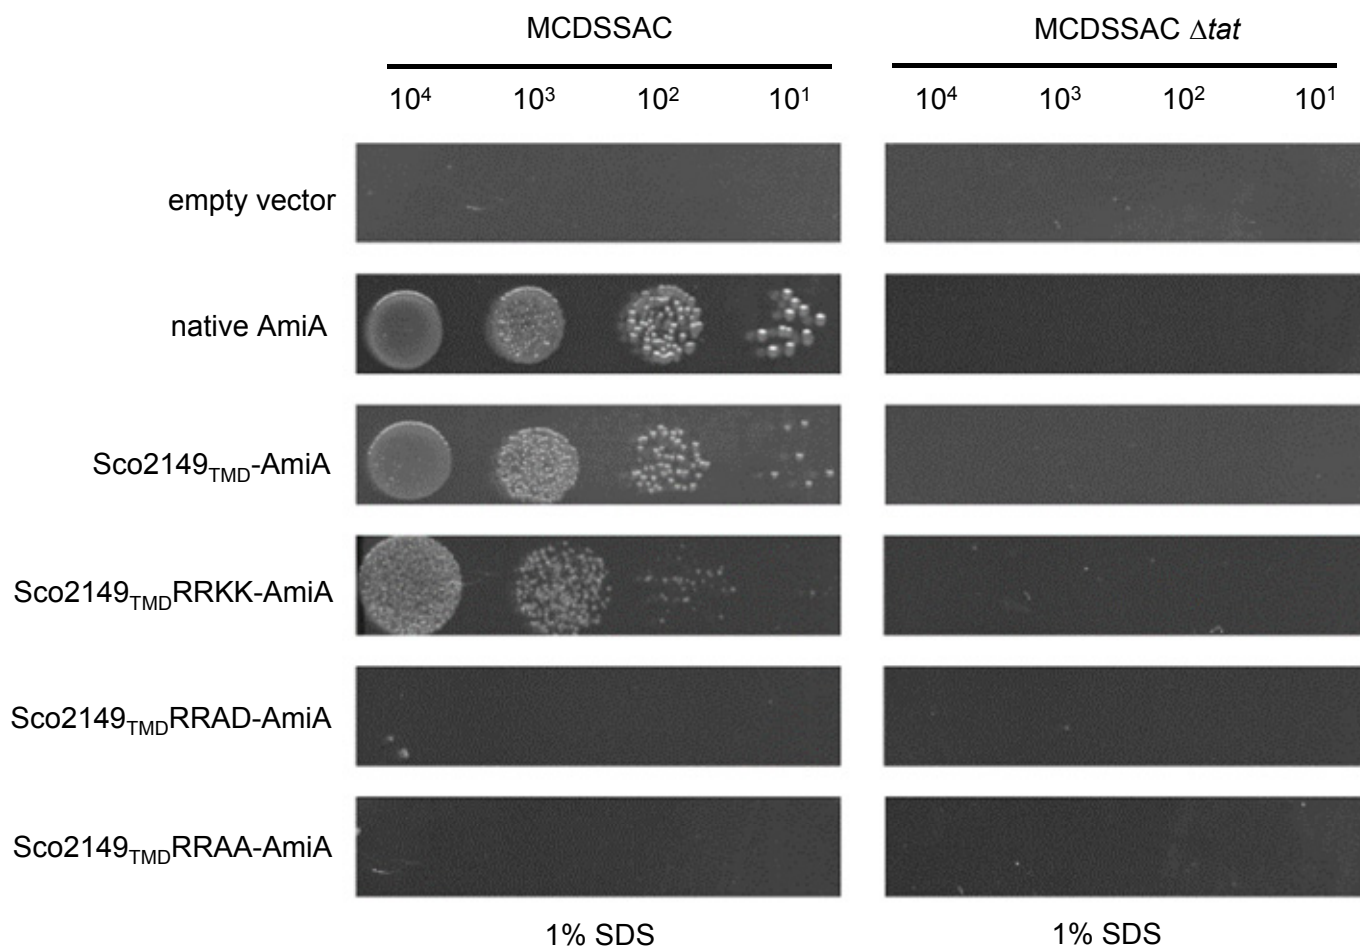 MCDSSAC MCDSSAC Δtat
10⁴ 10³ 10² 10¹ 10⁴ 10³ 10² 10¹
empty vector
native AmiA
Sco2149TMD-AmiA
Sco2149TMDRRKK-AmiA
Sco2149TMDRRAD-AmiA
Sco2149TMDRRAA-AmiA
1% SDS 1% SDS